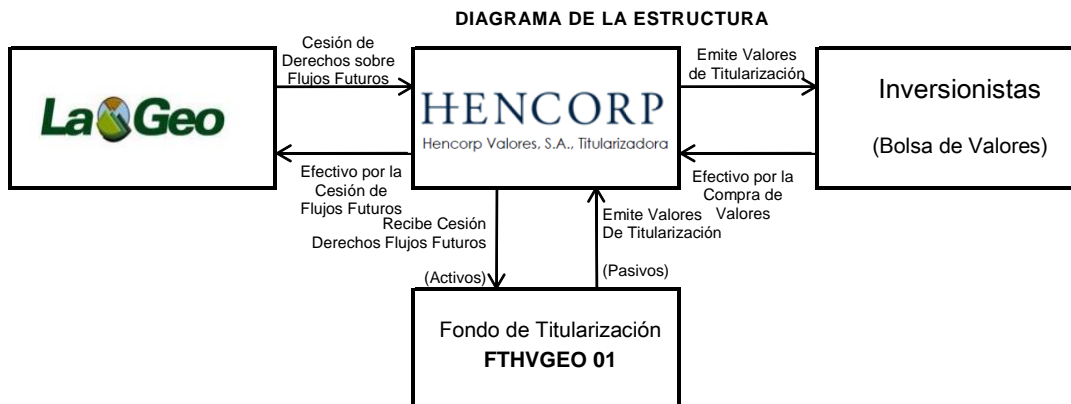 DIAGRAMA DE LA ESTRUCTURA
Cesión de
Derechos sobre
Flujos Futuros
Emite Valores
de Titularización
LaGeo
HENCORP
Hencorp Valores, S.A., Titularizadora
Inversionistas
(Bolsa de Valores)
Efectivo por la
Cesión de
Flujos Futuros
Efectivo por la
Compra de
Valores
Recibe Cesión
Derechos Flujos Futuros
Emite Valores
De Titularización
(Activos)
(Pasivos)
Fondo de Titularización
FTHVGEO 01